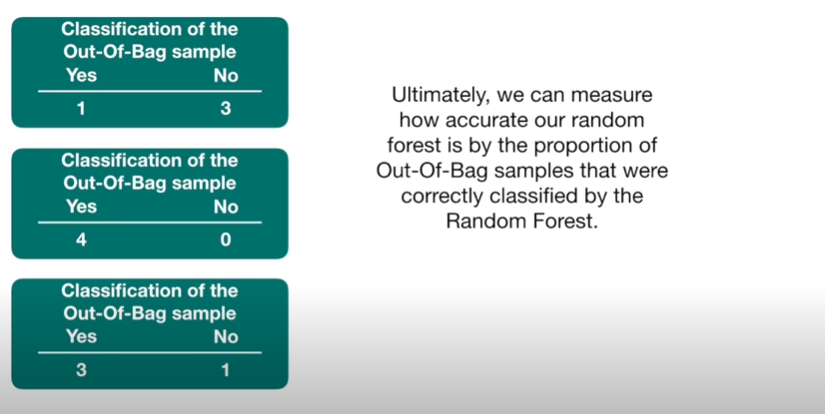 Classification of the
Out-Of-Bag sample
Yes No
1 3
Classification of the
Out-Of-Bag sample
Yes No
4 0
Classification of the
Out-Of-Bag sample
Yes No
3 1
Ultimately, we can measure
how accurate our random
forest is by the proportion of
Out-Of-Bag samples that were
correctly classified by the
Random Forest.